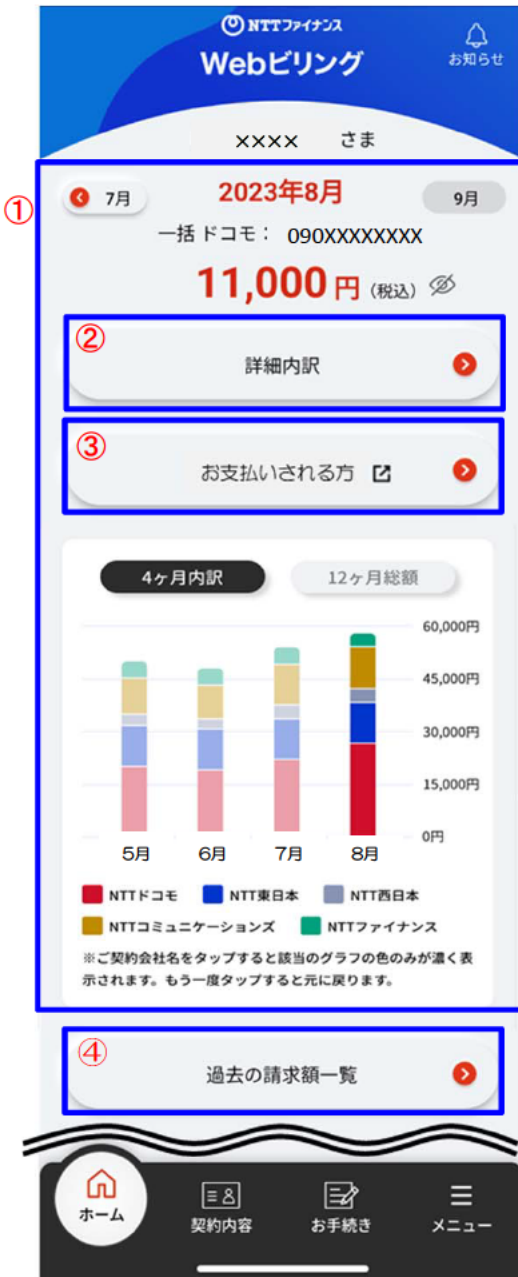 NTTファイナンス
Webビリング
お知らせ
×××× さま
①
7月
2023年8月
9月
一括 ドコモ： 090XXXXXXXX
11,000 円 (税込)
②
詳細内訳
③
お支払いされる方
4ヶ月内訳
12ヶ月総額
60,000円
45,000円
30,000円
15,000円
0円
5月 6月 7月 8月
NTTドコモ NTT東日本 NTT西日本
NTTコミュニケーションズ NTTファイナンス
※ご契約会社名をタップすると該当のグラフの色のみが濃く表
示されます。もう一度タップすると元に戻ります。
④
過去の請求額一覧
ホーム 契約内容 お手続き メニュー